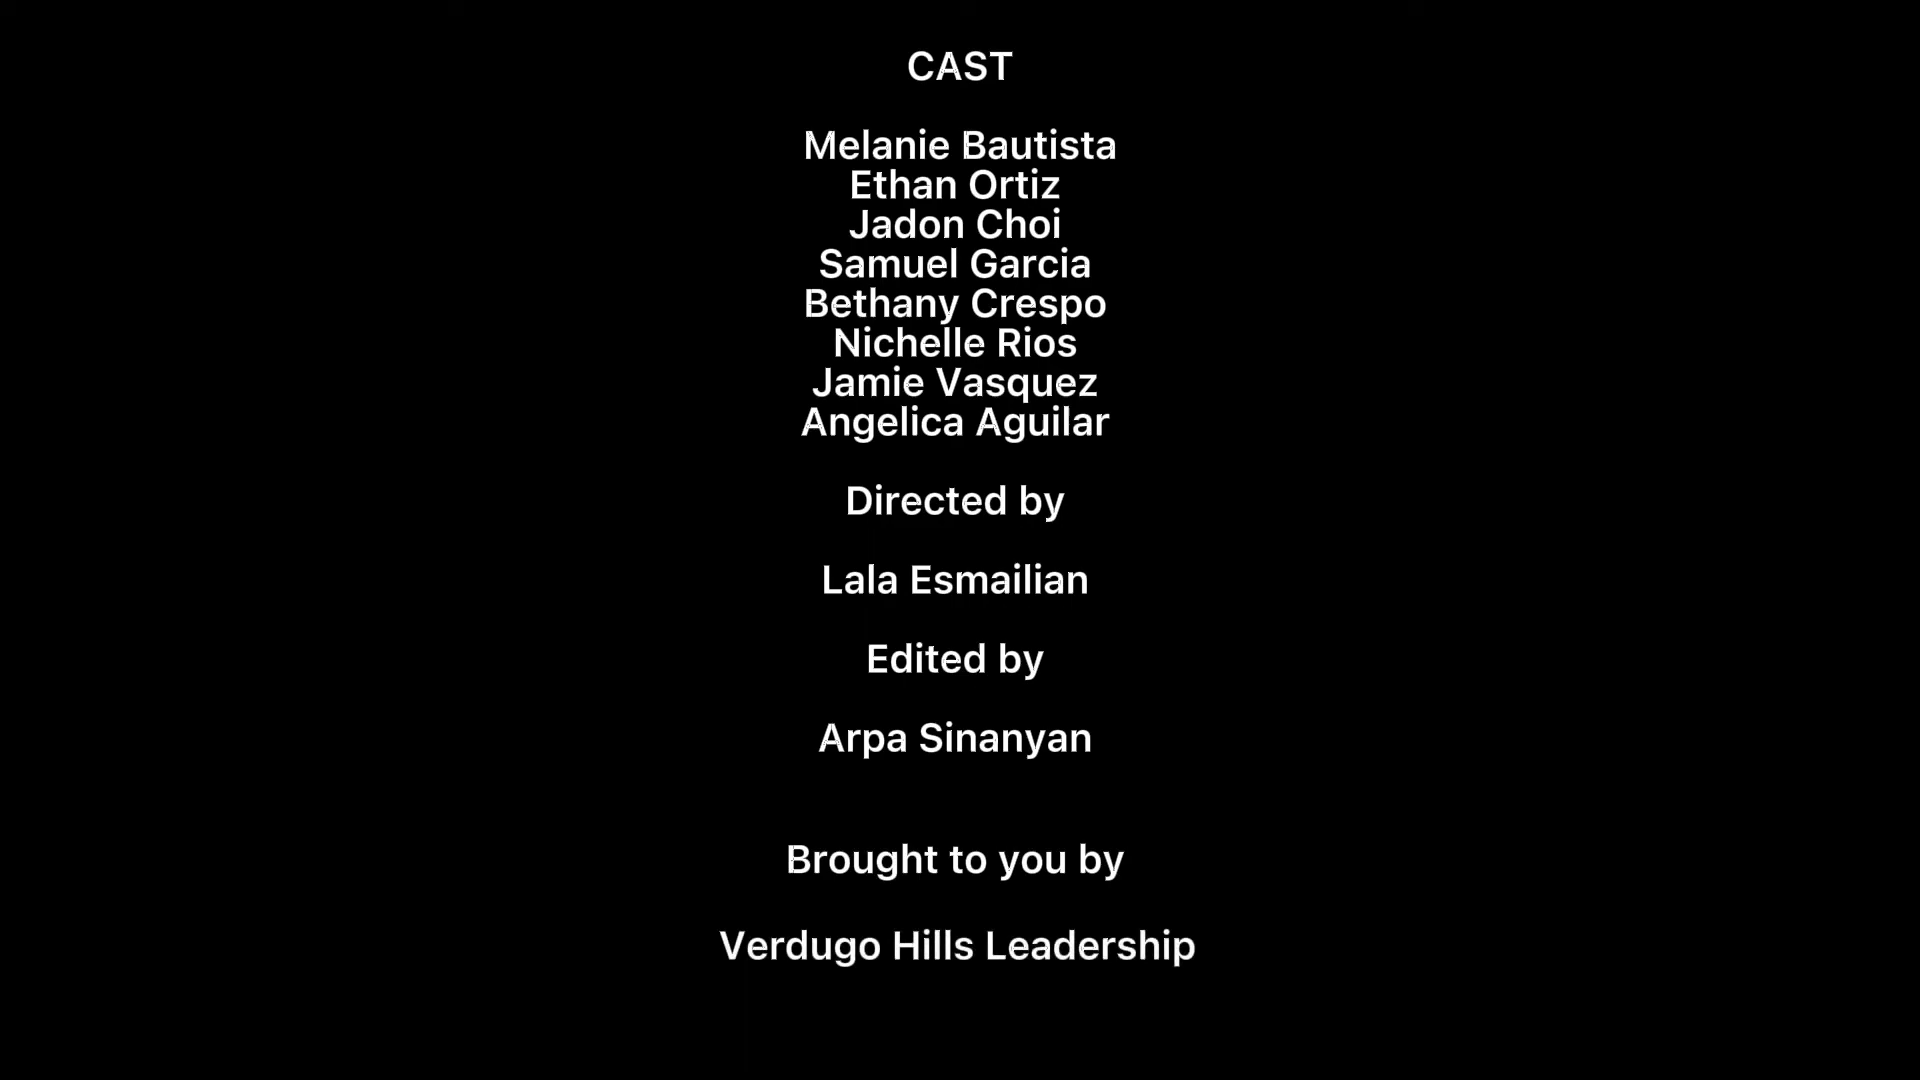 CAST
Melanie Bautista
Ethan Ortiz
Jadon Choi
Samuel Garcia
Bethany Crespo
Nichelle Rios
Jamie Vasquez
Angelica Aguilar
Directed by
Lala Esmailian
Edited by
Arpa Sinanyan
Brought to you by
Verdugo Hills Leadership